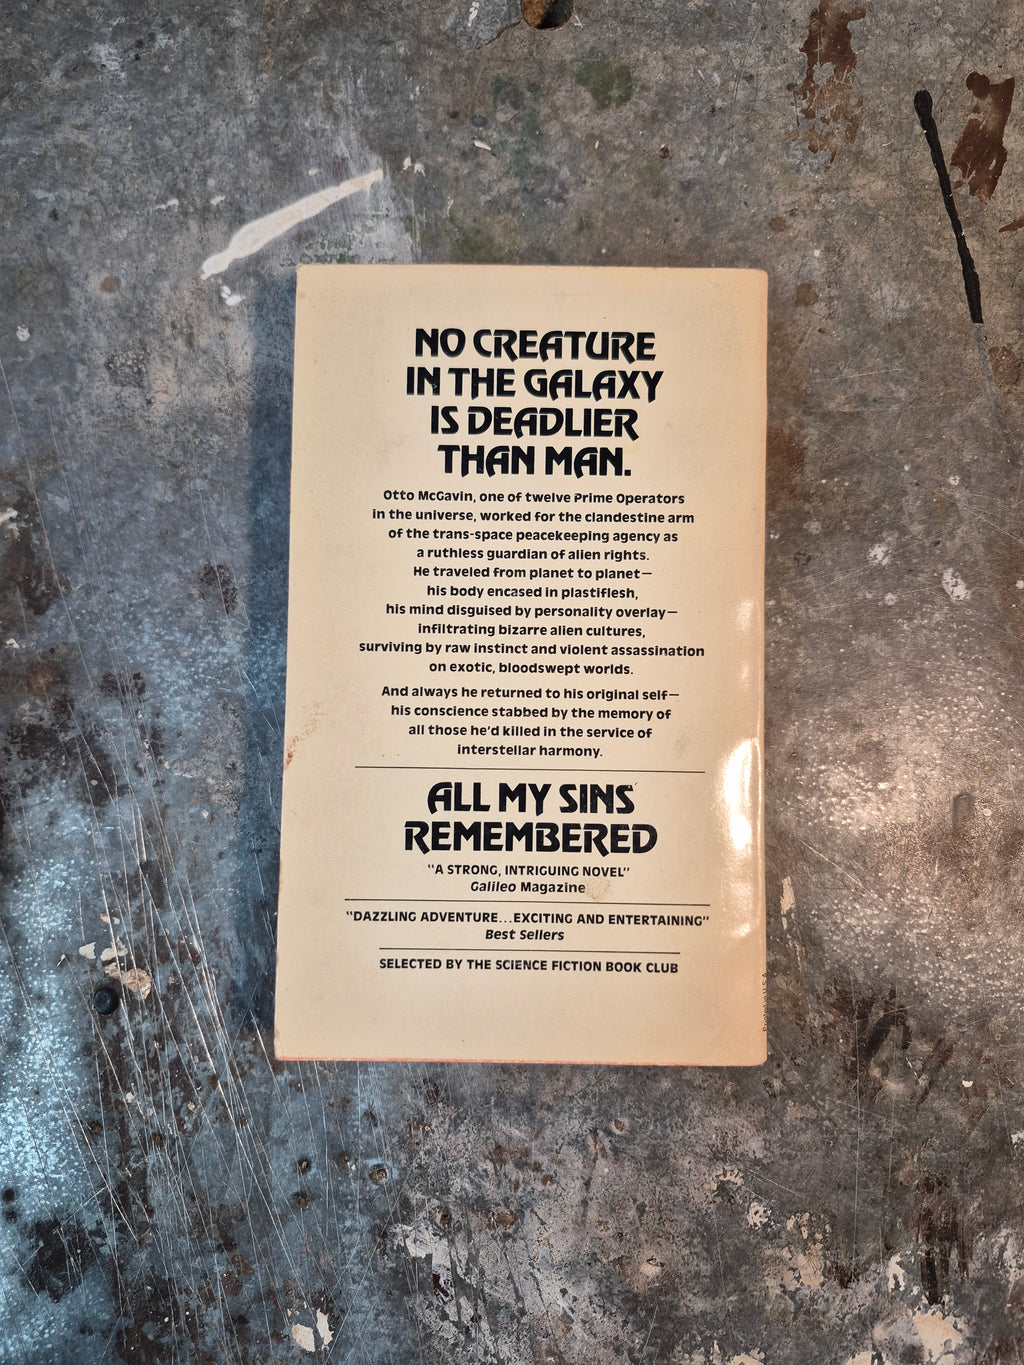 NO CREATURE
IN THE GALAXY
IS DEADLIER
THAN MAN.
Otto McGavin, one of twelve Prime Operators
in the universe, worked for the clandestine arm
of the trans-space peacekeeping agency as
a ruthless guardian of alien rights.
He traveled from planet to planet—
his body encased in plastiflesh,
his mind disguised by personality overlay—
infiltrating bizarre alien cultures,
surviving by raw instinct and violent assassination
on exotic, bloodswept worlds.
And always he returned to his original self—
his conscience stabbed by the memory of
all those he'd killed in the service of
interstellar harmony.
ALL MY SINS
REMEMBERED
"A STRONG, INTRIGUING NOVEL"
Galileo Magazine
"DAZZLING ADVENTURE...EXCITING AND ENTERTAINING"
Best Sellers
SELECTED BY THE SCIENCE FICTION BOOK CLUB
Printed in U.S.A.